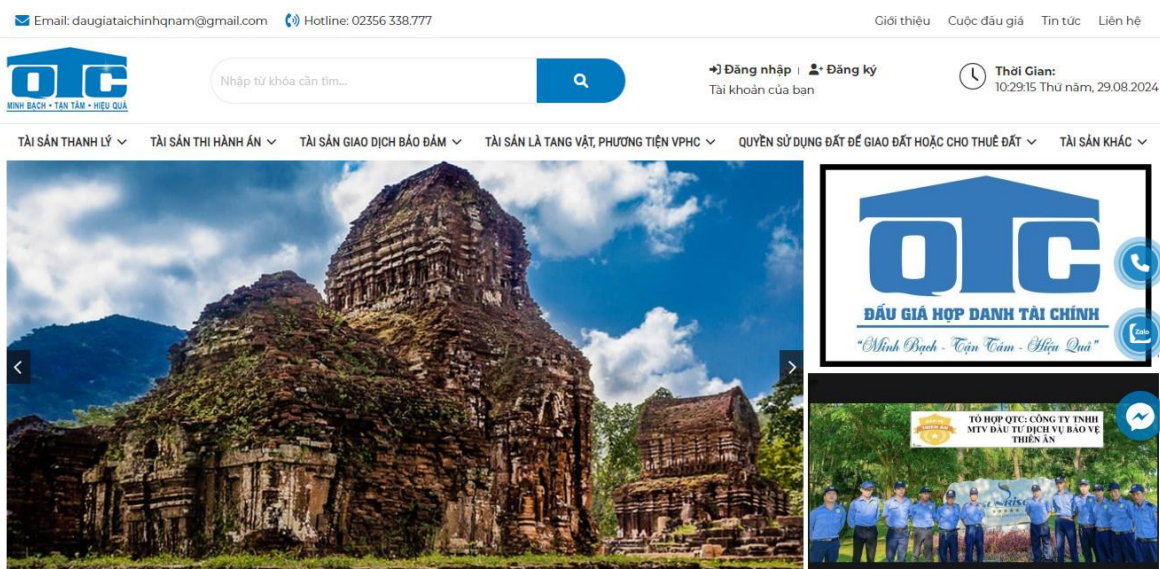 Email: daugiataichinhqnam@gmail.com
Hotline: 02356 338.777
Giới thiệu
Cuộc đấu giá
Tin tức
Liên hệ
QTC
MINH BẠCH • TẬN TÂM • HIỆU QUẢ
Nhập từ khóa cần tìm...
Đăng nhập | Đăng ký
Tài khoản của bạn
Thời Gian:
10:29:15 Thứ năm, 29.08.2024
TÀI SẢN THANH LÝ
TÀI SẢN THI HÀNH ÁN
TÀI SẢN GIAO DỊCH BẢO ĐẢM
TÀI SẢN LÀ TANG VẬT, PHƯƠNG TIỆN VPHC
QUYỀN SỬ DỤNG ĐẤT ĐỂ GIAO ĐẤT HOẶC CHO THUÊ ĐẤT
TÀI SẢN KHÁC
QTC
ĐẤU GIÁ HỢP DANH TÀI CHÍNH
"Minh Bạch - Tận Tâm - Hiệu Quả"
Zalo
THIÊN ÂN
TỔ HỢP QTC: CÔNG TY TNHH
MTV ĐẦU TƯ DỊCH VỤ BẢO VỆ
THIÊN ÂN